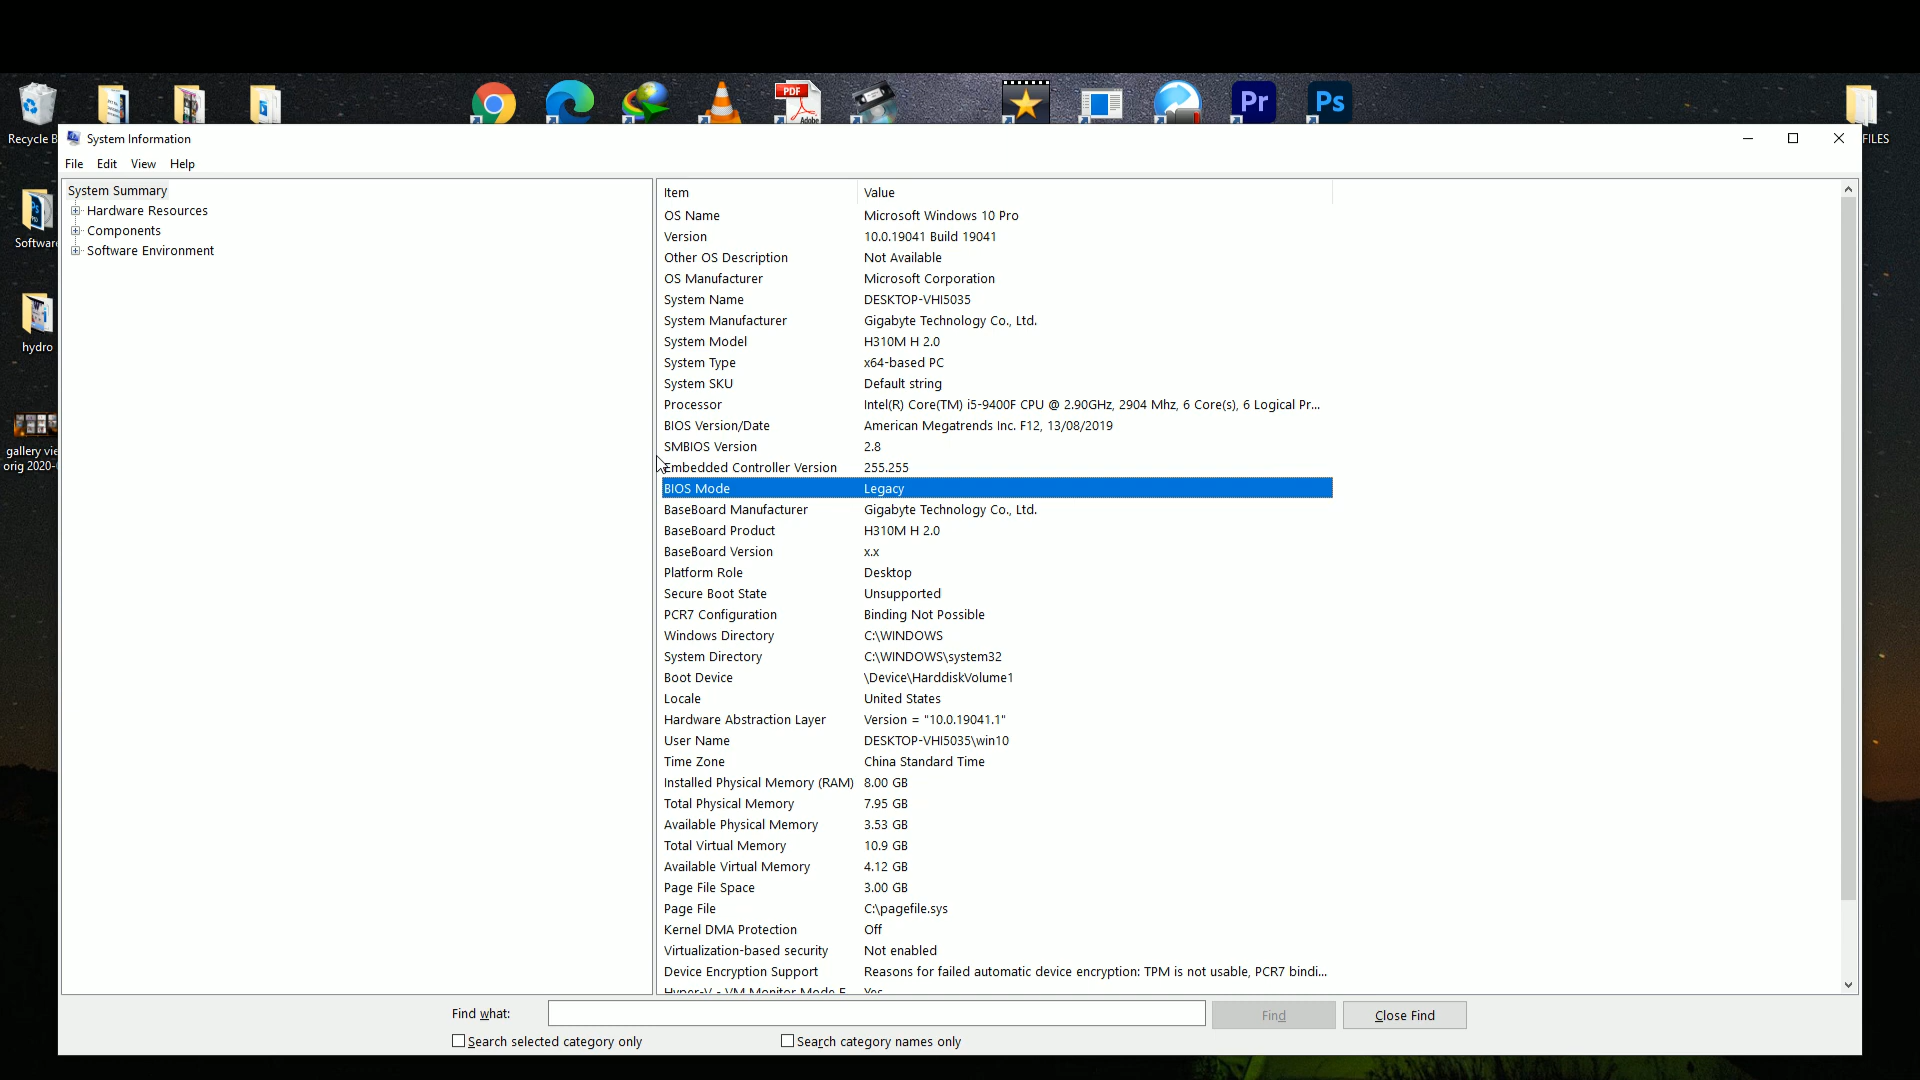 PDF
Adobe
Pr
Ps
Recycle B
FILES
Software
hydro
gallery vie
orig 2020-
System Information
File Edit View Help
System Summary
Hardware Resources
Components
Software Environment
Item Value
OS Name Microsoft Windows 10 Pro
Version 10.0.19041 Build 19041
Other OS Description Not Available
OS Manufacturer Microsoft Corporation
System Name DESKTOP-VHI5035
System Manufacturer Gigabyte Technology Co., Ltd.
System Model H310M H 2.0
System Type x64-based PC
System SKU Default string
Processor Intel(R) Core(TM) i5-9400F CPU @ 2.90GHz, 2904 Mhz, 6 Core(s), 6 Logical Pr...
BIOS Version/Date American Megatrends Inc. F12, 13/08/2019
SMBIOS Version 2.8
Embedded Controller Version 255.255
BIOS Mode Legacy
BaseBoard Manufacturer Gigabyte Technology Co., Ltd.
BaseBoard Product H310M H 2.0
BaseBoard Version x.x
Platform Role Desktop
Secure Boot State Unsupported
PCR7 Configuration Binding Not Possible
Windows Directory C:\WINDOWS
System Directory C:\WINDOWS\system32
Boot Device \Device\HarddiskVolume1
Locale United States
Hardware Abstraction Layer Version = "10.0.19041.1"
User Name DESKTOP-VHI5035\win10
Time Zone China Standard Time
Installed Physical Memory (RAM) 8.00 GB
Total Physical Memory 7.95 GB
Available Physical Memory 3.53 GB
Total Virtual Memory 10.9 GB
Available Virtual Memory 4.12 GB
Page File Space 3.00 GB
Page File C:\pagefile.sys
Kernel DMA Protection Off
Virtualization-based security Not enabled
Device Encryption Support Reasons for failed automatic device encryption: TPM is not usable, PCR7 bindi...
Hyper-V - VM Monitor Mode E... Yes
Find what: Find Close Find
Search selected category only Search category names only